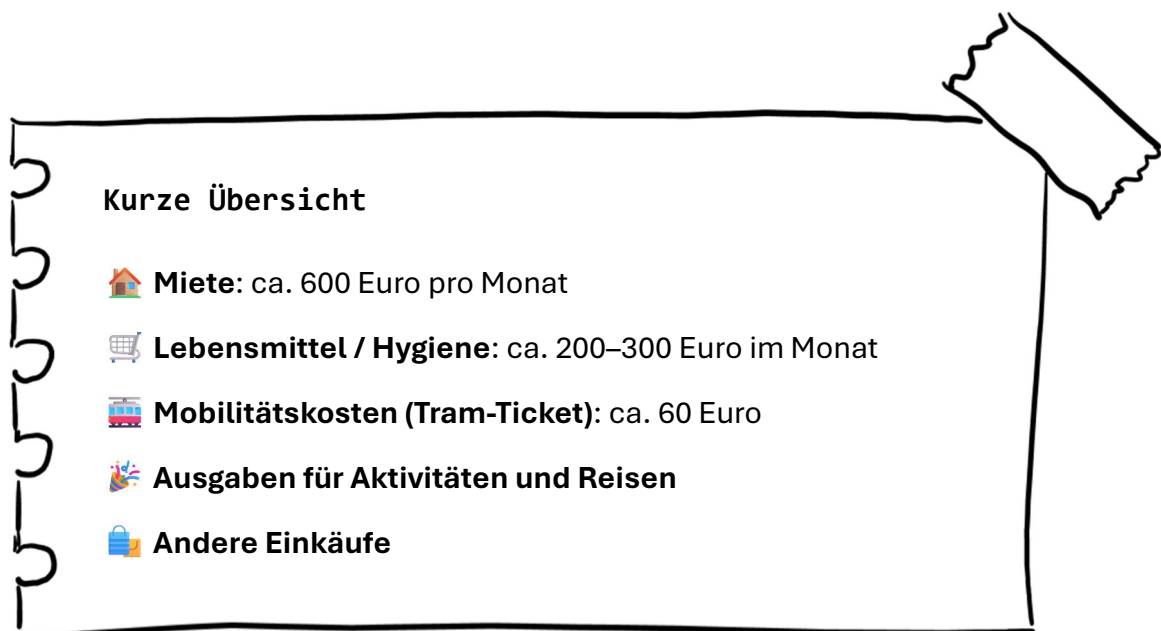 Kurze Übersicht
Miete: ca. 600 Euro pro Monat
Lebensmittel / Hygiene: ca. 200–300 Euro im Monat
Mobilitätskosten (Tram-Ticket): ca. 60 Euro
Ausgaben für Aktivitäten und Reisen
Andere Einkäufe